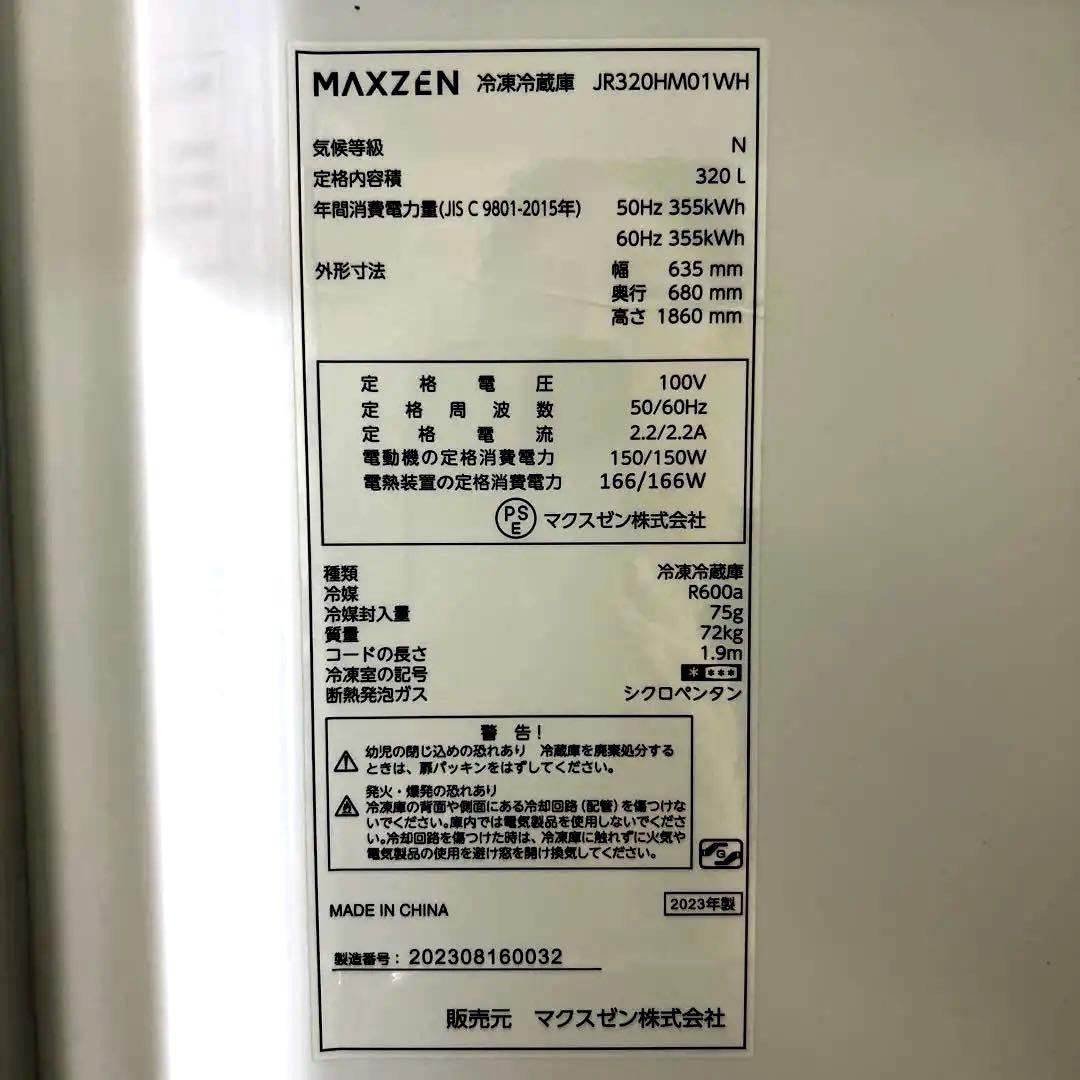 MAXZEN 冷凍冷蔵庫 JR320HM01WH
気候等級 N
定格内容積 320 L
年間消費電力量(JIS C 9801-2015年) 50Hz 355kWh
60Hz 355kWh
外形寸法 幅 635 mm
奥行 680 mm
高さ 1860 mm
定格電圧 100V
定格周波数 50/60Hz
定格電流 2.2/2.2A
電動機の定格消費電力 150/150W
電熱装置の定格消費電力 166/166W
PSE マクスゼン株式会社
種類 冷凍冷蔵庫
冷媒 R600a
冷媒封入量 75g
質量 72kg
コードの長さ 1.9m
冷凍室の記号 * ***
断熱発泡ガス シクロペンタン
警 告!
幼児の閉じ込めの恐れあり 冷蔵庫を廃棄処分する
ときは、扉パッキンをはずしてください。
発火・爆発の恐れあり
冷凍庫の背面や側面にある冷却回路(配管)を傷つけな
いでください。庫内では電気製品を使用しないでくださ
い。冷却回路を傷つけた時は、冷凍庫に触れずに火気や
電気製品の使用を避け窓を開け換気してください。
G
MADE IN CHINA 2023年製
製造番号: 202308160032
販売元 マクスゼン株式会社